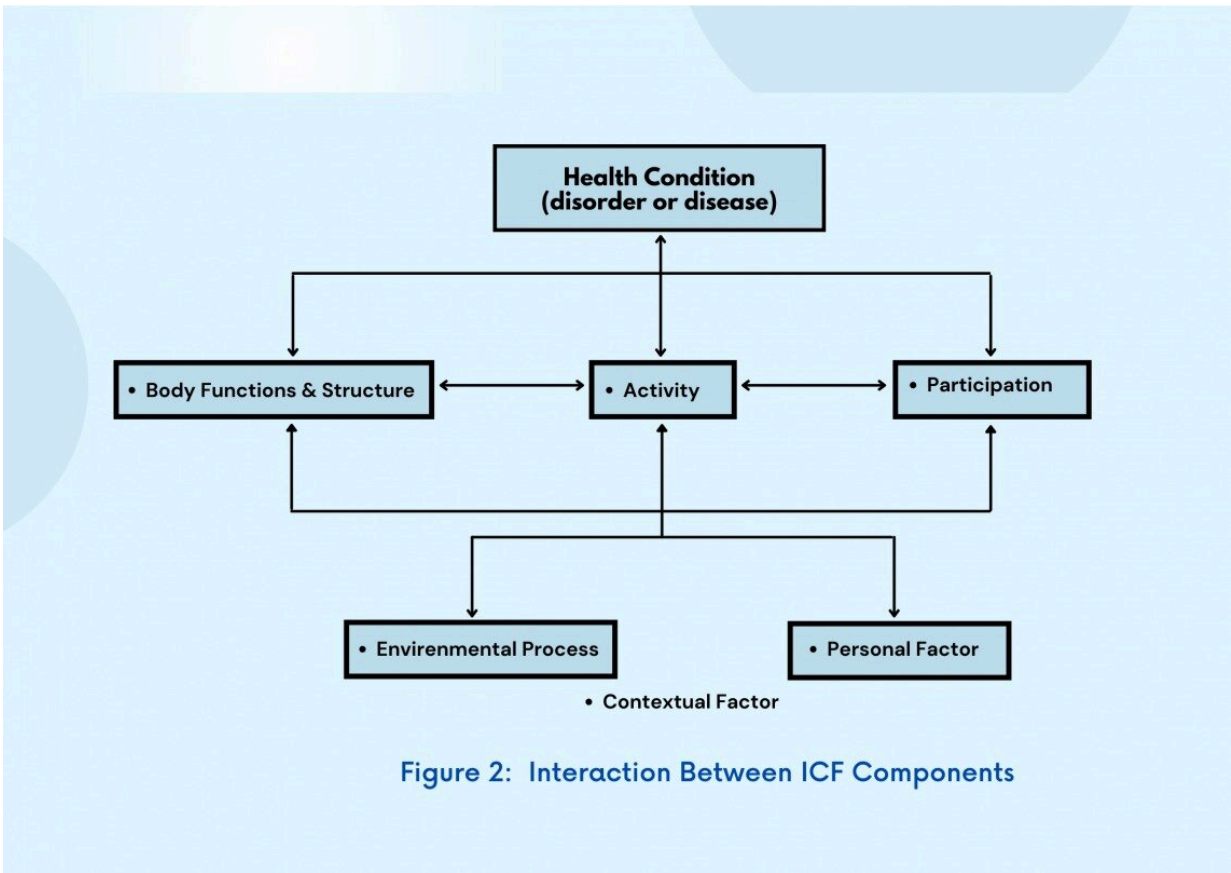 Health Condition
(disorder or disease)
• Body Functions & Structure
• Activity
• Participation
• Envirenmental Process
• Personal Factor
• Contextual Factor
Figure 2: Interaction Between ICF Components